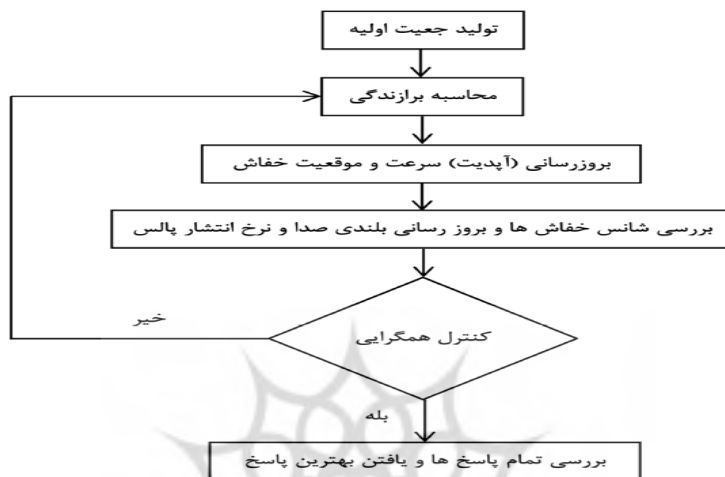 تولید جعیت اولیه
محاسبه برازندگی
بروزرسانی (آپدیت) سرعت و موقعیت خفاش
بررسی شانس خفاش ها و بروز رسانی بلندی صدا و نرخ انتشار پالس
کنترل همگرایی
خیر
بله
بررسی تمام پاسخ ها و یافتن بهترین پاسخ